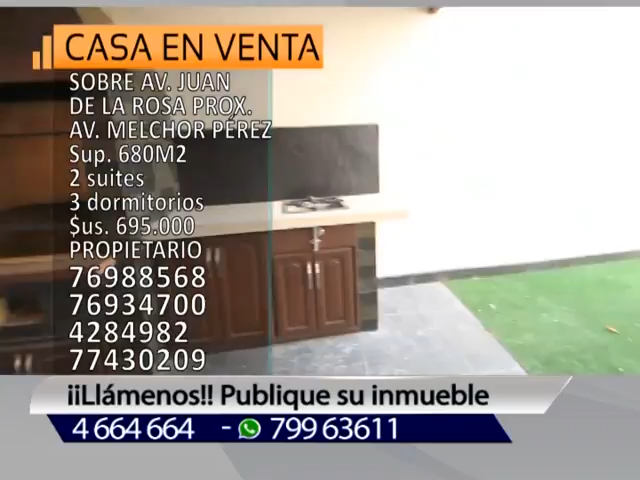 CASA EN VENTA
SOBRE AV. JUAN
DE LA ROSA PROX.
AV. MELCHOR PÉREZ
Sup. 680M2
2 suites
3 dormitorios
$us. 695.000
PROPIETARIO
76988568
76934700
4284982
77430209
¡¡Llámenos!! Publique su inmueble
4 664 664 - 799 63611